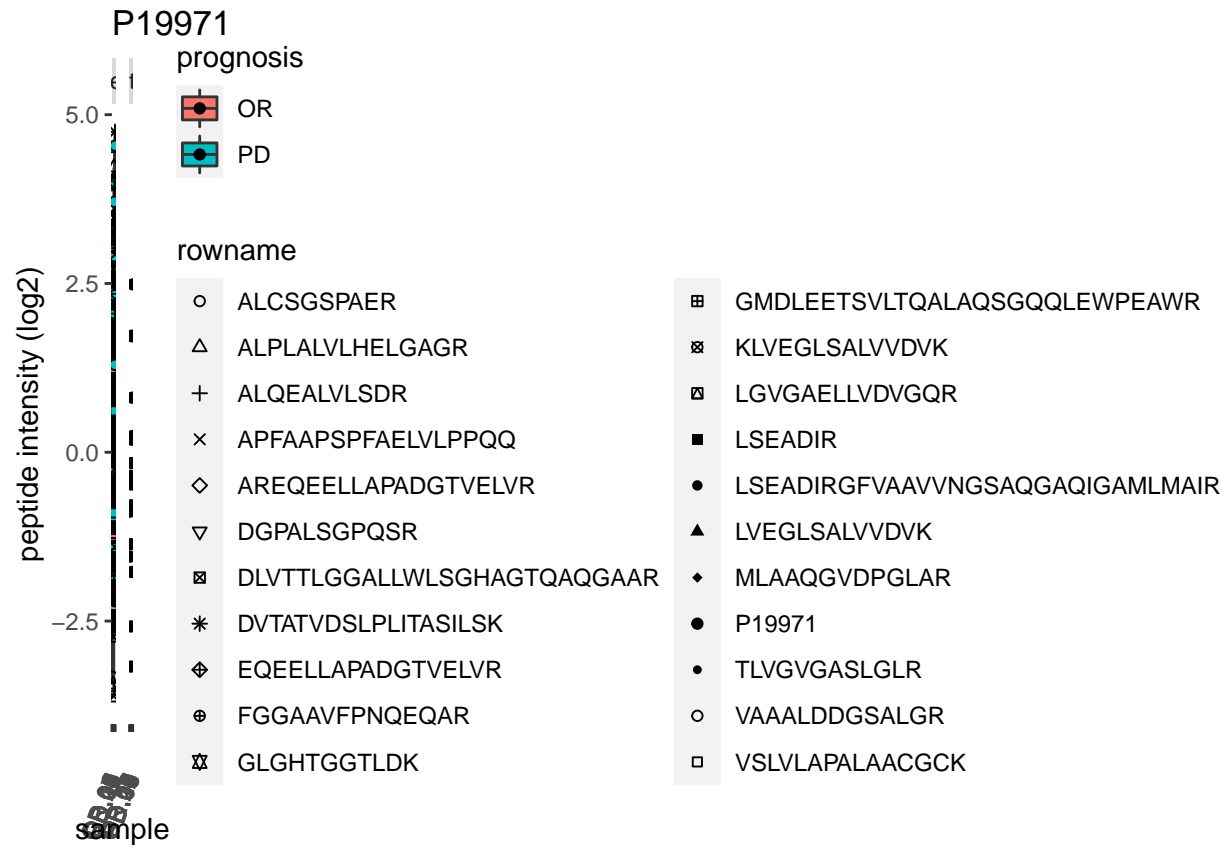 P19971
prognosis
OR
PD
5.0
2.5
0.0
−2.5
peptide intensity (log2)
sample
rowname
ALCSGSPAER
ALPLALVLHELGAGR
ALQEALVLSDR
APFAAPSPFAELVLPPQQ
AREQEELLAPADGTVELVR
DGPALSGPQSR
DLVTTLGGALLWLSGHAGTQAQGAAR
DVTATVDSLPLITASILSK
EQEELLAPADGTVELVR
FGGAAVFPNQEQAR
GLGHTGGTLDK
GMDLEETSVLTQALAQSGQQLEWPEAWR
KLVEGLSALVVDVK
LGVGAELLVDVGQR
LSEADIR
LSEADIRGFVAAVVNGSAQGAQIGAMLMAIR
LVEGLSALVVDVK
MLAAQGVDPGLAR
P19971
TLVGVGASLGLR
VAAALDDGSALGR
VSLVLAPALAACGCK